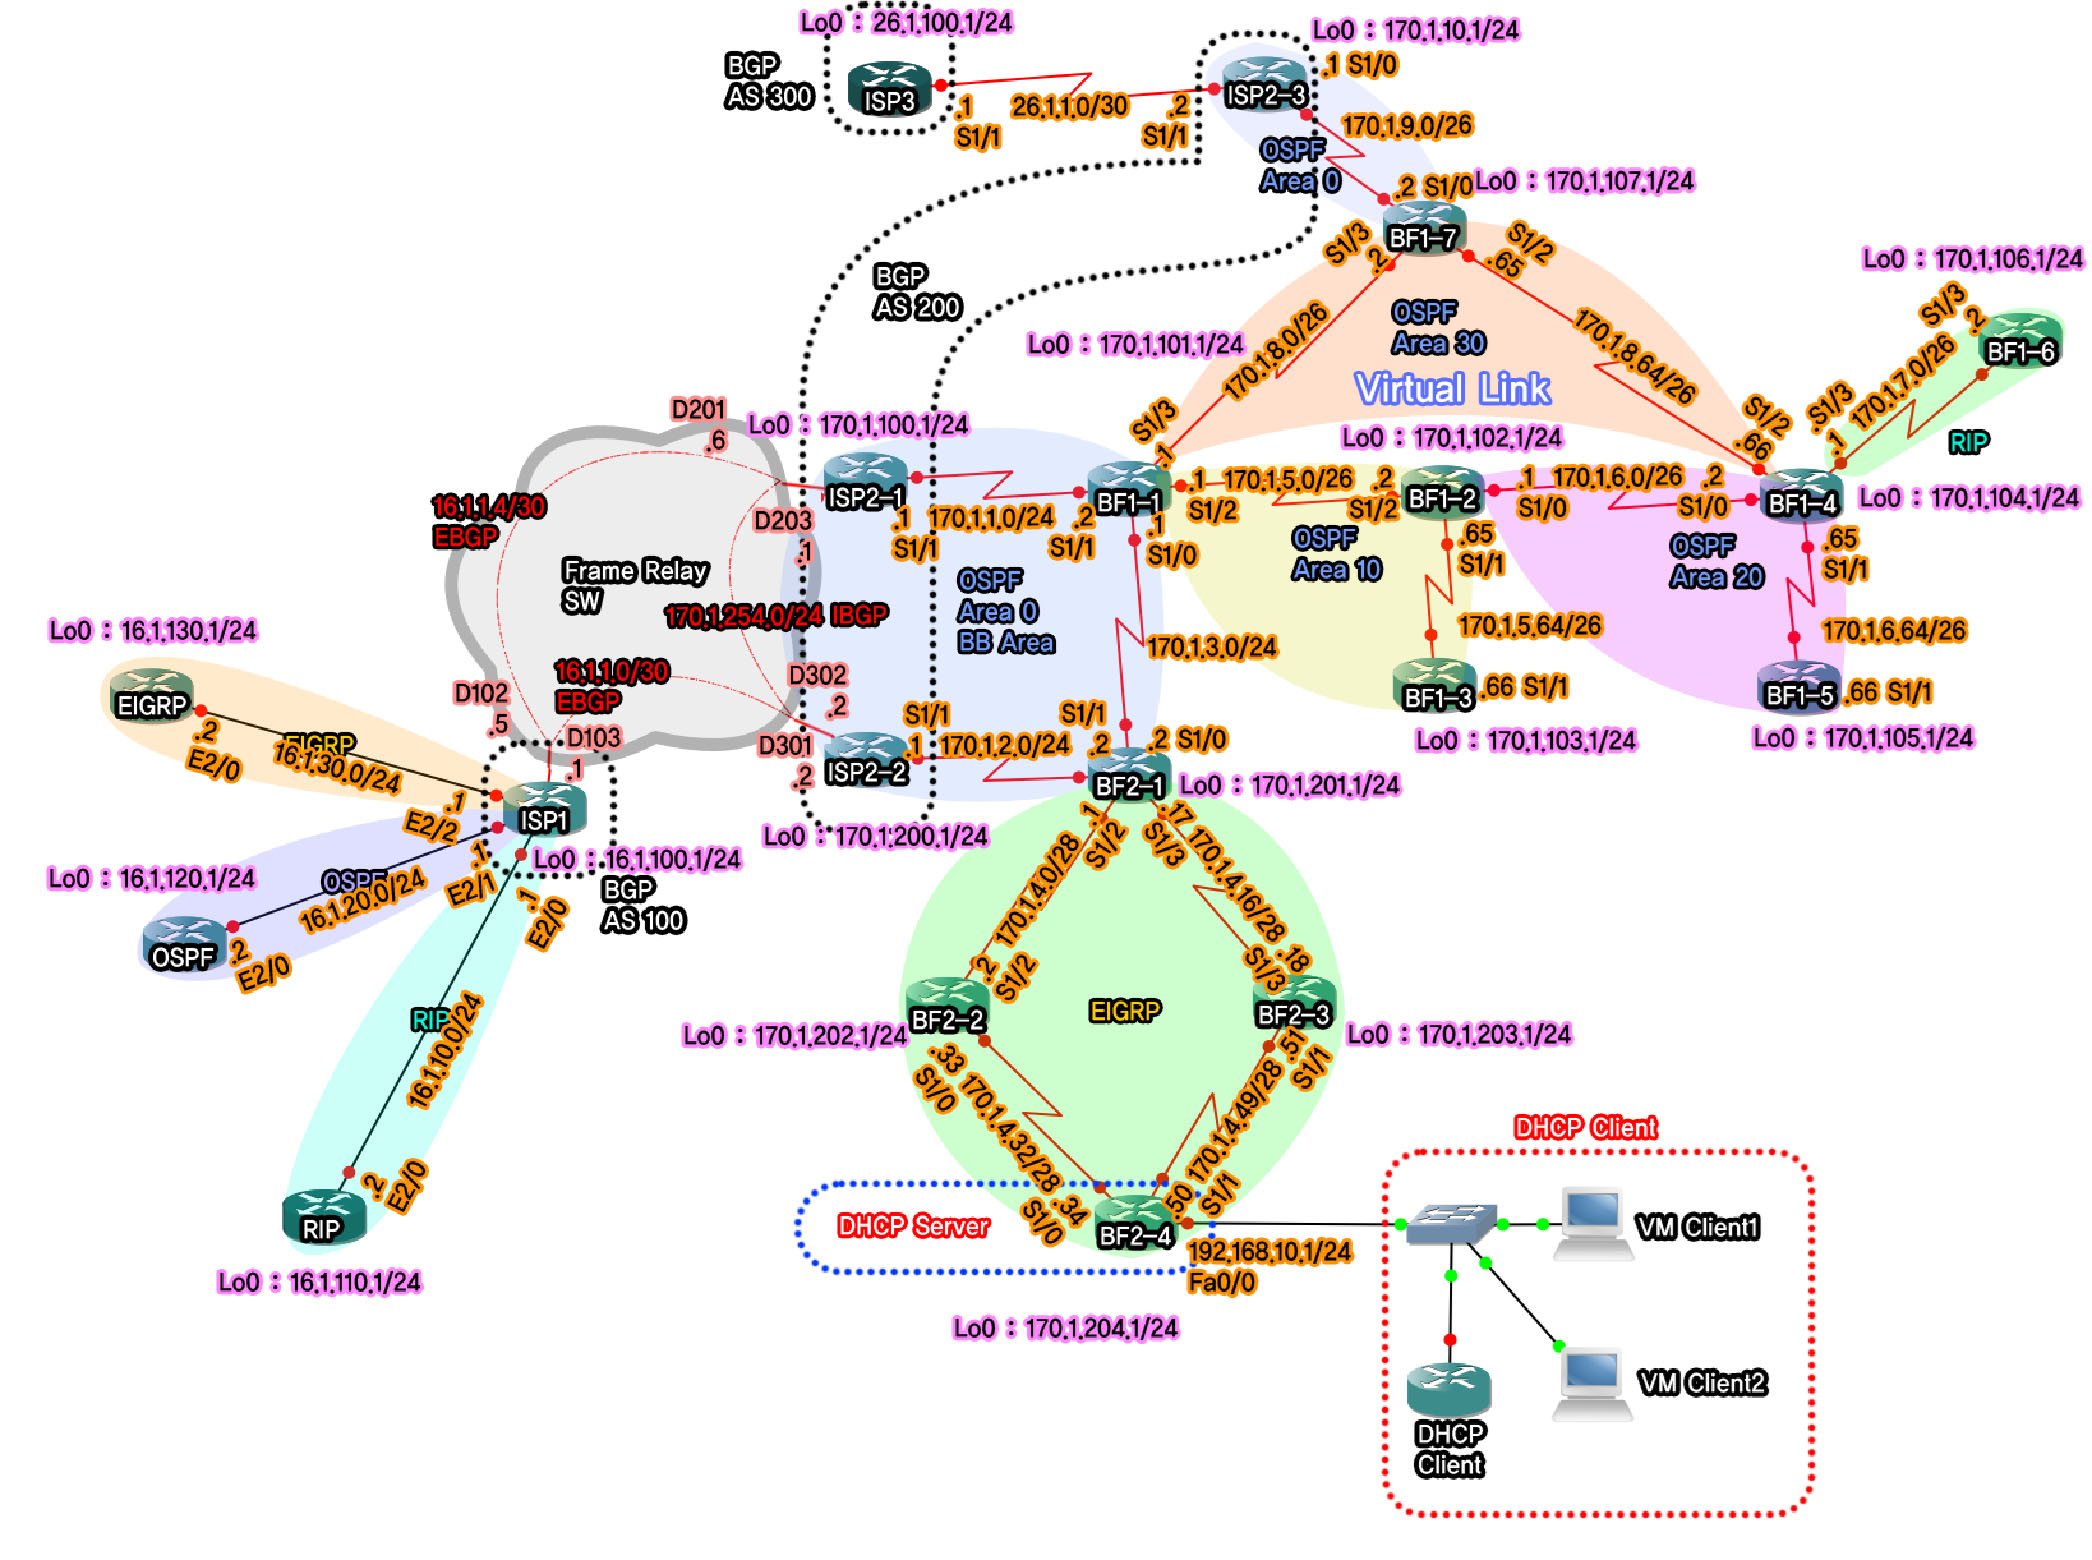 Lo0 : 26.1.100.1/24
BGP
AS 300
ISP3
.1
S1/1
26.1.1.0/30
.2
S1/1
Lo0 : 170.1.10.1/24
.1 S1/0
ISP2-3
170.1.9.0/26
OSPF
Area 0
.2 S1/0
Lo0 : 170.1.107.1/24
BF1-7
S1/3
.2
S1/2
.65
BGP
AS 200
OSPF
Area 30
Virtual Link
Lo0 : 170.1.101.1/24
170.1.8.0/26
170.1.8.64/26
Lo0 : 170.1.106.1/24
S1/3
.2
BF1-6
170.1.7.0/26
RIP
S1/3
.1
S1/2
.66
BF1-4
Lo0 : 170.1.104.1/24
D201
.6
Lo0 : 170.1.100.1/24
ISP2-1
.1
S1/1
170.1.1.0/24
.2
S1/1
S1/3
.1
BF1-1
.1
S1/0
.1
S1/2
170.1.5.0/26
.2
S1/2
Lo0 : 170.1.102.1/24
BF1-2
.1
S1/0
170.1.6.0/26
.2
S1/0
16.1.1.4/30
EBGP
D203
.1
Frame Relay
SW
170.1.254.0/24 IBGP
OSPF
Area 0
BB Area
OSPF
Area 10
.65
S1/1
170.1.5.64/26
BF1-3
.66 S1/1
Lo0 : 170.1.103.1/24
OSPF
Area 20
.65
S1/1
170.1.6.64/26
BF1-5
.66 S1/1
Lo0 : 170.1.105.1/24
170.1.3.0/24
16.1.1.0/30
EBGP
D302
.2
D102
.5
D103
.1
D301
.2
ISP2-2
S1/1
.1
170.1.2.0/24
S1/1
.2
.2 S1/0
BF2-1
Lo0 : 170.1.201.1/24
Lo0 : 170.1.200.1/24
Lo0 : 16.1.130.1/24
EIGRP
.2
E2/0
EIGRP
16.1.30.0/24
.1
E2/2
ISP1
Lo0 : 16.1.100.1/24
BGP
AS 100
Lo0 : 16.1.120.1/24
OSPF
.2
E2/0
OSPF
16.1.20.0/24
.1
E2/1
.1
E2/0
RIP
16.1.10.0/24
.2
E2/0
RIP
Lo0 : 16.1.110.1/24
.1
S1/2
170.1.4.0/28
.17
S1/3
170.1.4.16/28
.2
S1/2
BF2-2
Lo0 : 170.1.202.1/24
EIGRP
.18
S1/3
BF2-3
Lo0 : 170.1.203.1/24
.33
S1/0
170.1.4.32/28
.34
S1/0
.51
S1/1
170.1.4.49/28
.50
S1/1
DHCP Server
BF2-4
192.168.10.1/24
Fa0/0
Lo0 : 170.1.204.1/24
DHCP Client
VM Client1
VM Client2
DHCP
Client